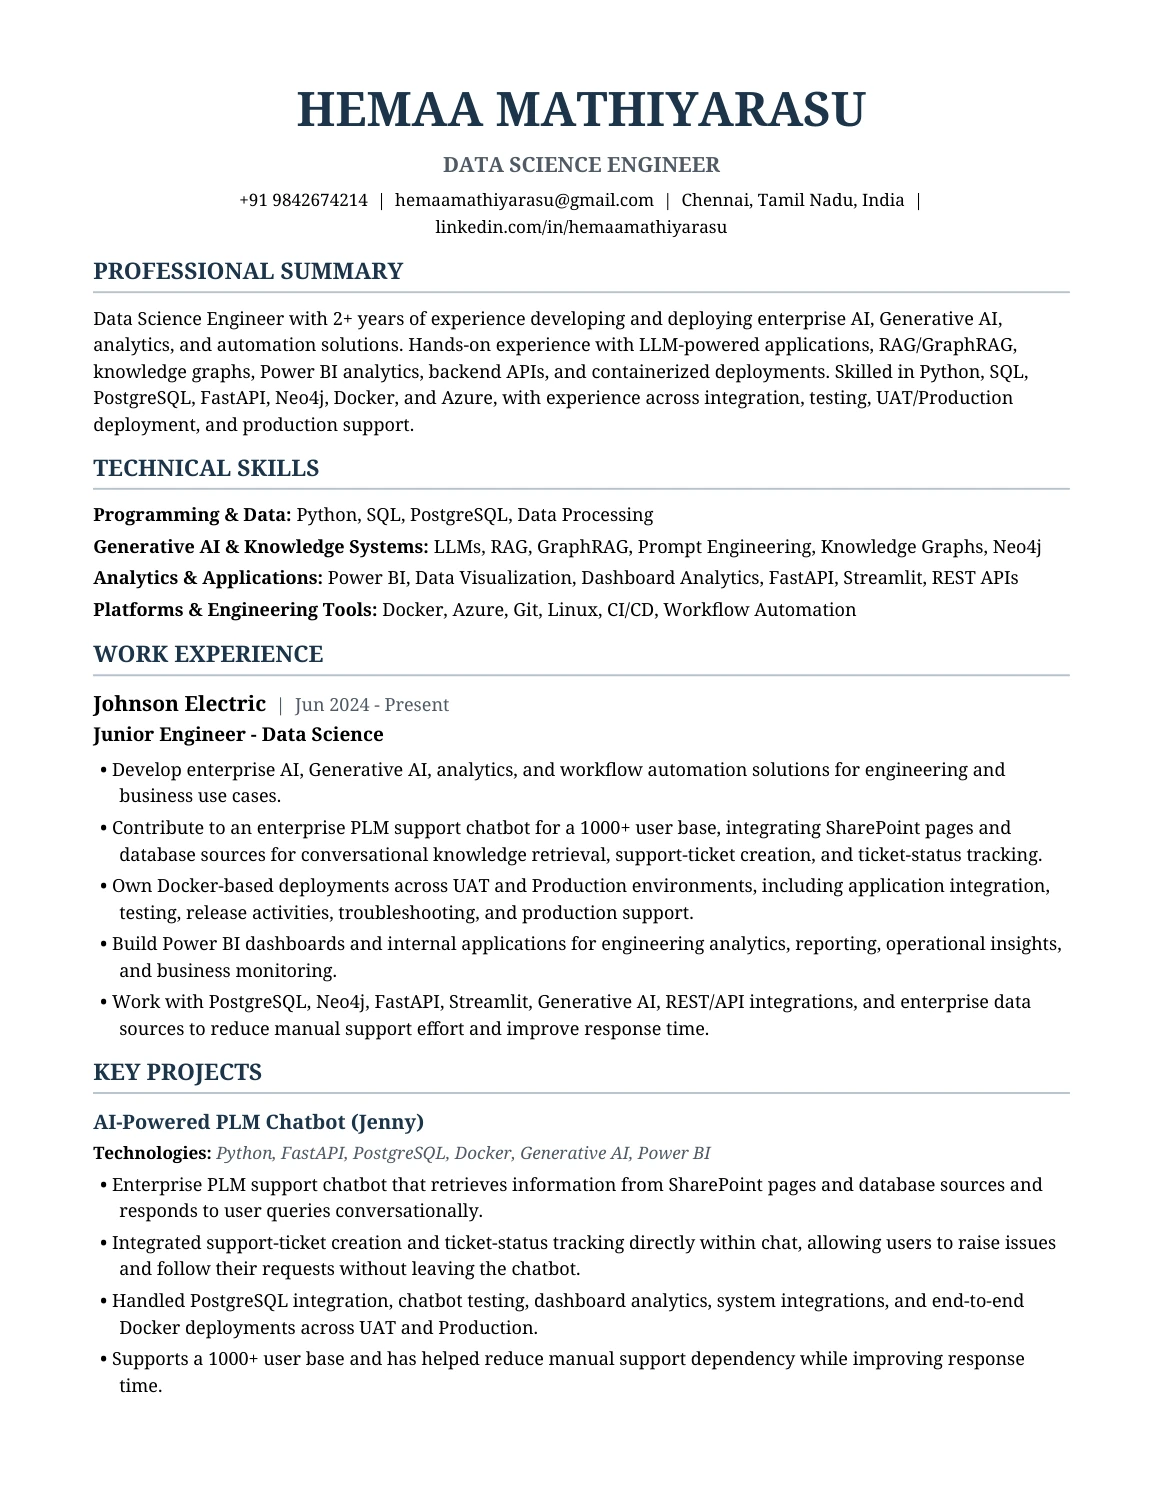 HEMAA MATHIYARASU
DATA SCIENCE ENGINEER
+91 9842674214 | hemaamathiyarasu@gmail.com | Chennai, Tamil Nadu, India |
linkedin.com/in/hemaamathiyarasu
PROFESSIONAL SUMMARY
Data Science Engineer with 2+ years of experience developing and deploying enterprise AI, Generative AI,
analytics, and automation solutions. Hands-on experience with LLM-powered applications, RAG/GraphRAG,
knowledge graphs, Power BI analytics, backend APIs, and containerized deployments. Skilled in Python, SQL,
PostgreSQL, FastAPI, Neo4j, Docker, and Azure, with experience across integration, testing, UAT/Production
deployment, and production support.
TECHNICAL SKILLS
Programming & Data: Python, SQL, PostgreSQL, Data Processing
Generative AI & Knowledge Systems: LLMs, RAG, GraphRAG, Prompt Engineering, Knowledge Graphs, Neo4j
Analytics & Applications: Power BI, Data Visualization, Dashboard Analytics, FastAPI, Streamlit, REST APIs
Platforms & Engineering Tools: Docker, Azure, Git, Linux, CI/CD, Workflow Automation
WORK EXPERIENCE
Johnson Electric | Jun 2024 - Present
Junior Engineer - Data Science
• Develop enterprise AI, Generative AI, analytics, and workflow automation solutions for engineering and
business use cases.
• Contribute to an enterprise PLM support chatbot for a 1000+ user base, integrating SharePoint pages and
database sources for conversational knowledge retrieval, support-ticket creation, and ticket-status tracking.
• Own Docker-based deployments across UAT and Production environments, including application integration,
testing, release activities, troubleshooting, and production support.
• Build Power BI dashboards and internal applications for engineering analytics, reporting, operational insights,
and business monitoring.
• Work with PostgreSQL, Neo4j, FastAPI, Streamlit, Generative AI, REST/API integrations, and enterprise data
sources to reduce manual support effort and improve response time.
KEY PROJECTS
AI-Powered PLM Chatbot (Jenny)
Technologies: Python, FastAPI, PostgreSQL, Docker, Generative AI, Power BI
• Enterprise PLM support chatbot that retrieves information from SharePoint pages and database sources and
responds to user queries conversationally.
• Integrated support-ticket creation and ticket-status tracking directly within chat, allowing users to raise issues
and follow their requests without leaving the chatbot.
• Handled PostgreSQL integration, chatbot testing, dashboard analytics, system integrations, and end-to-end
Docker deployments across UAT and Production.
• Supports a 1000+ user base and has helped reduce manual support dependency while improving response
time.